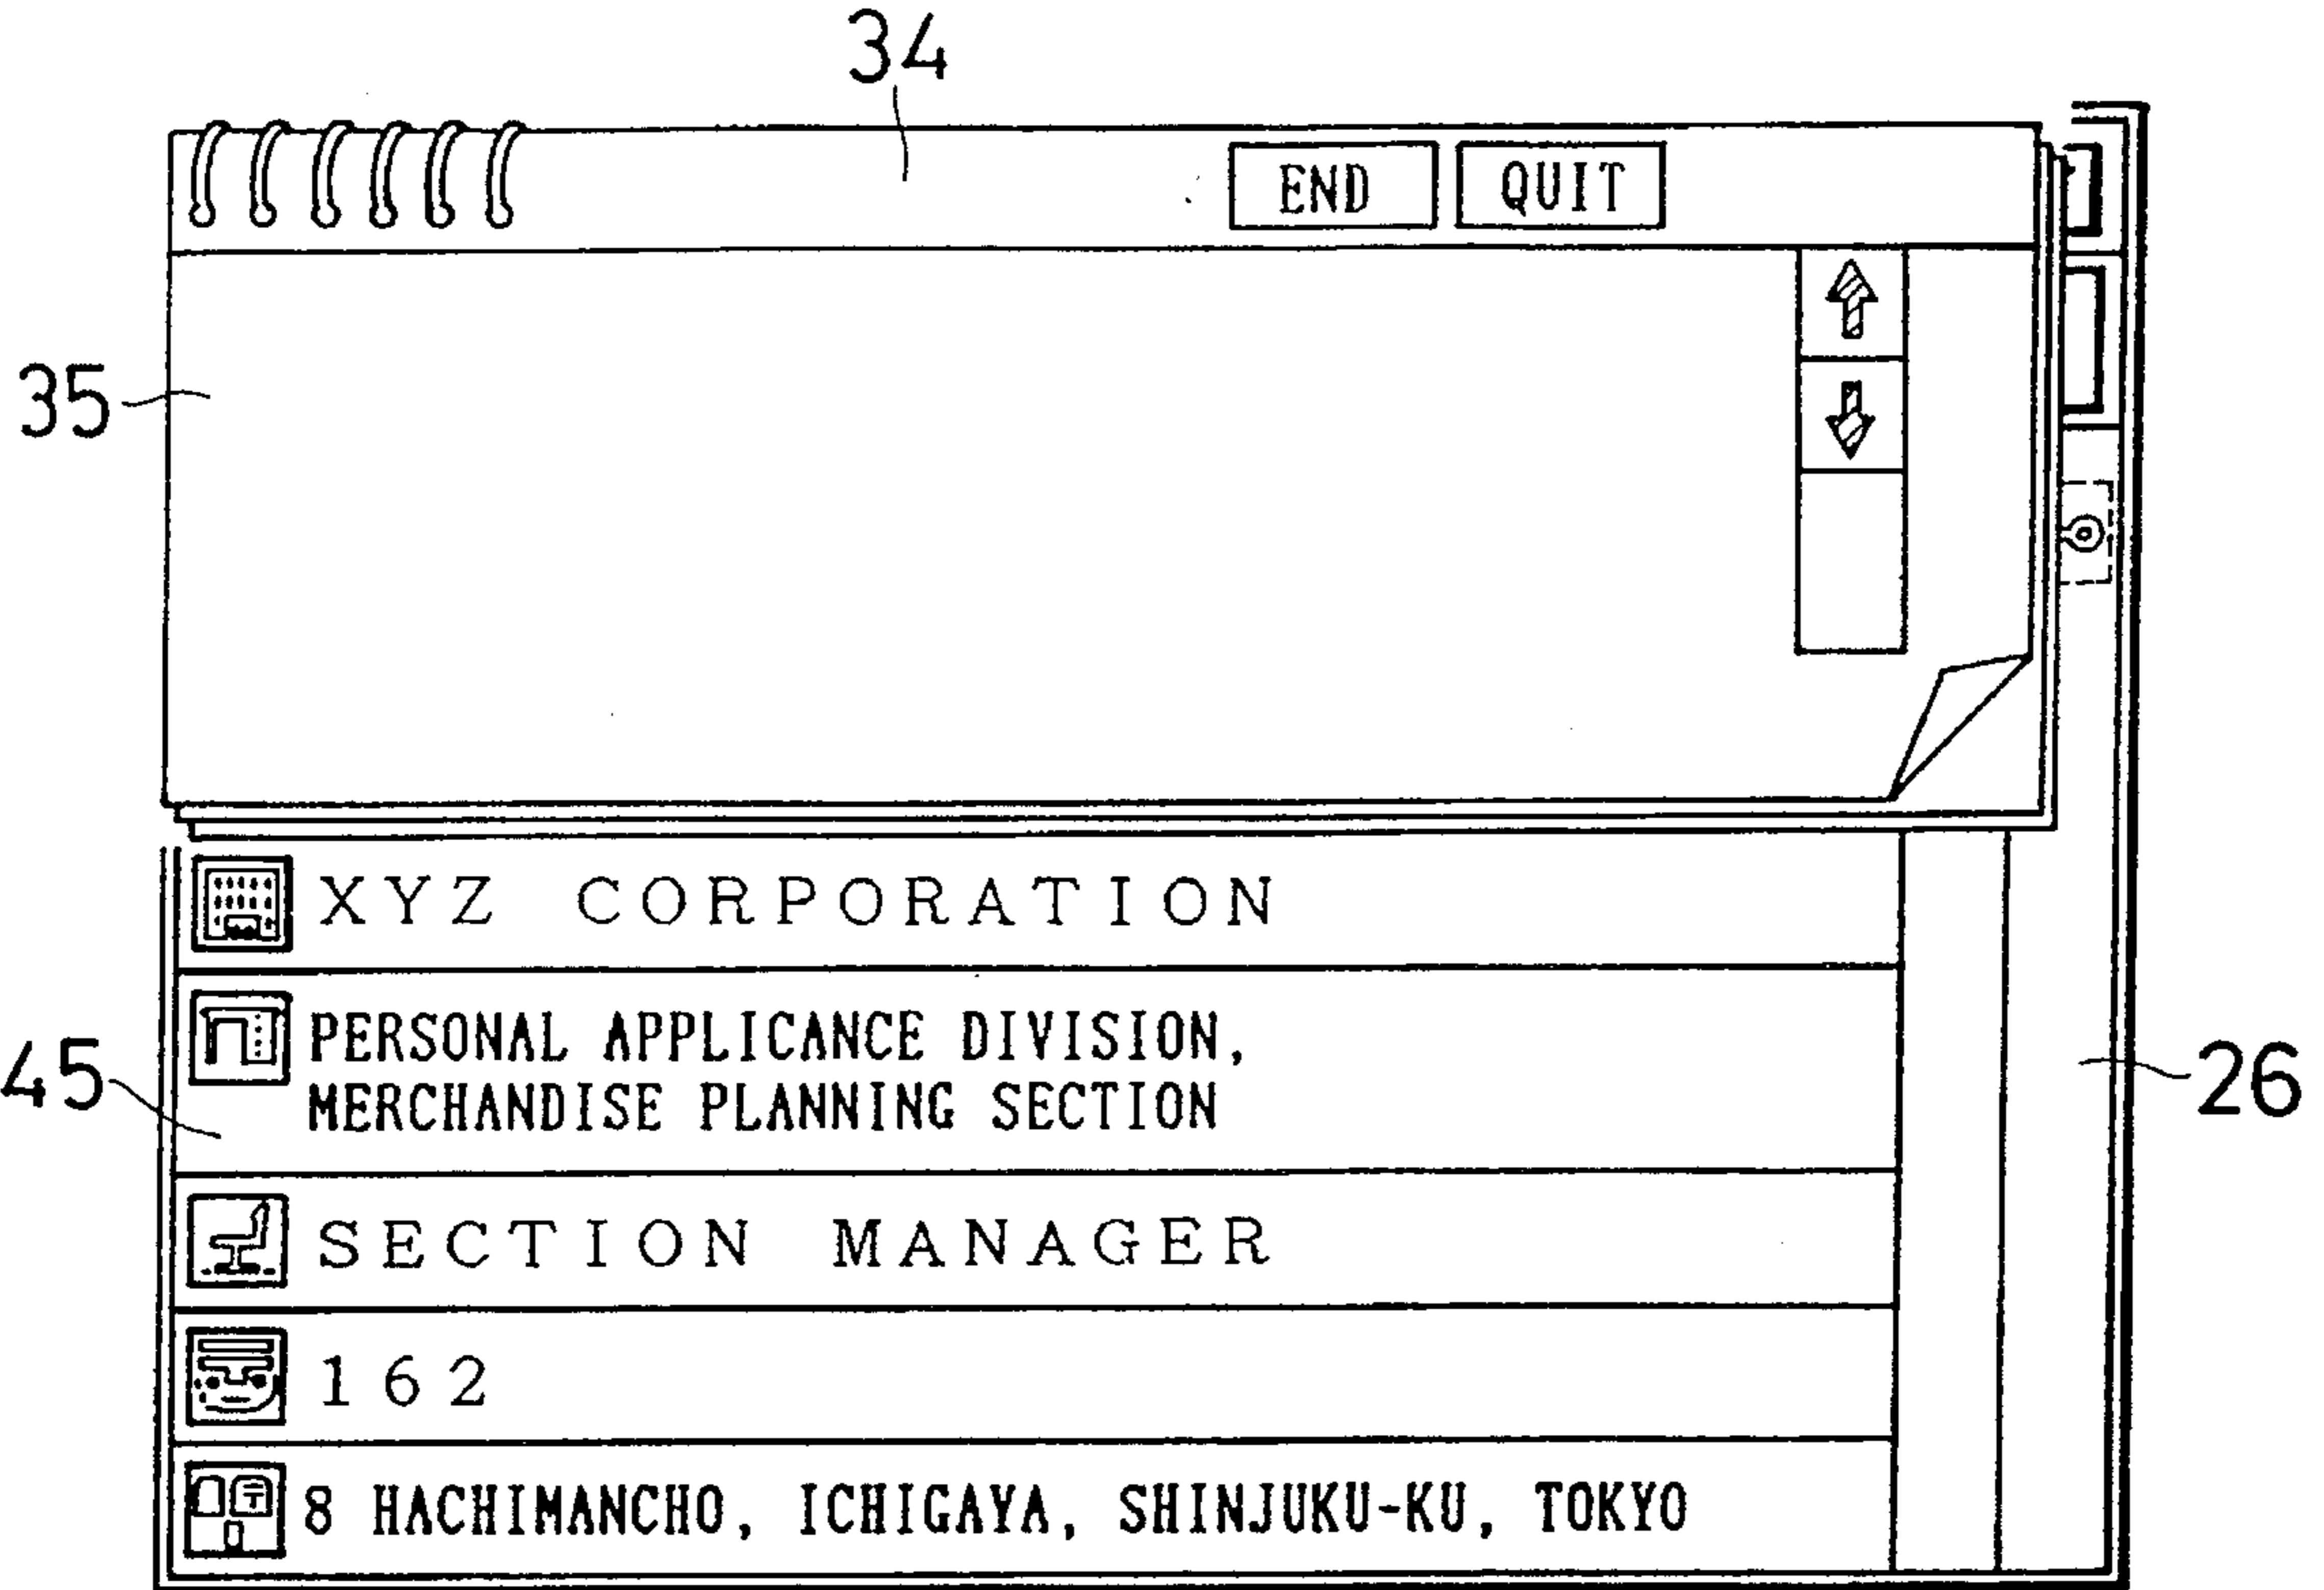 34
END QUIT
35
XYZ CORPORATION
PERSONAL APPLICANCE DIVISION,
MERCHANDISE PLANNING SECTION
45
26
SECTION MANAGER
162
8 HACHIMANCHO, ICHIGAYA, SHINJUKU-KU, TOKYO